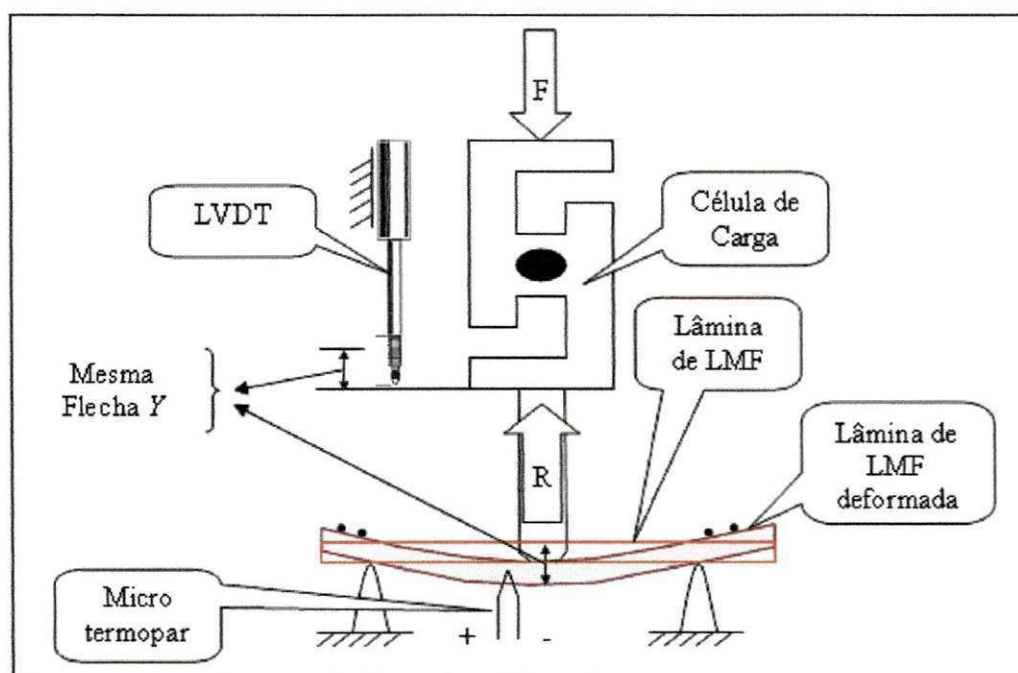 F
LVDT
Célula de
Carga
Lâmina
de LMF
Mesma
Flecha Y
Lâmina de
LMF
deformada
R
Micro
termopar
+ -